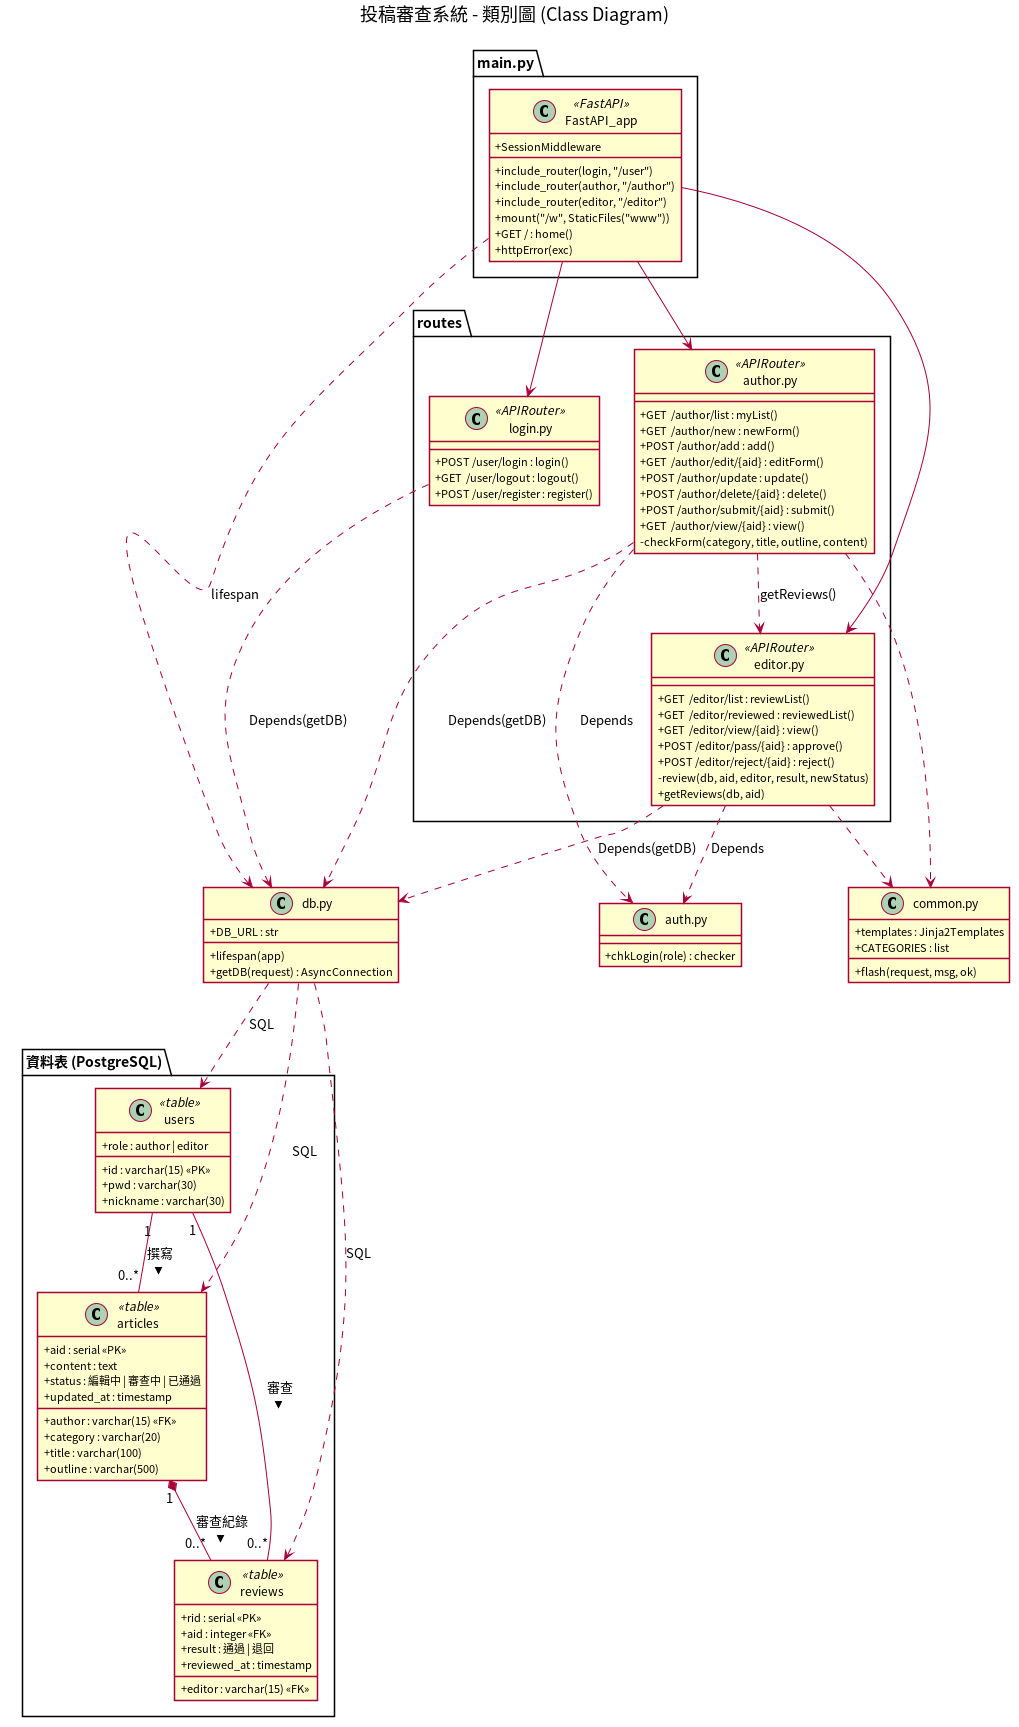 投稿審查系統 - 類別圖 (Class Diagram)
main.py
«FastAPI»
FastAPI_app
+SessionMiddleware
+include_router(login, "/user")
+include_router(author, "/author")
+include_router(editor, "/editor")
+mount("/w", StaticFiles("www"))
+GET / : home()
+httpError(exc)
routes
«APIRouter»
author.py
+GET /author/list : myList()
+GET /author/new : newForm()
+POST /author/add : add()
+GET /author/edit/{aid} : editForm()
+POST /author/update : update()
+POST /author/delete/{aid} : delete()
+POST /author/submit/{aid} : submit()
+GET /author/view/{aid} : view()
-checkForm(category, title, outline, content)
«APIRouter»
login.py
+POST /user/login : login()
+GET /user/logout : logout()
+POST /user/register : register()
lifespan
getReviews()
«APIRouter»
editor.py
+GET /editor/list : reviewList()
+GET /editor/reviewed : reviewedList()
+GET /editor/view/{aid} : view()
+POST /editor/pass/{aid} : approve()
+POST /editor/reject/{aid} : reject()
-review(db, aid, editor, result, newStatus)
+getReviews(db, aid)
Depends(getDB)
Depends(getDB)
Depends
Depends(getDB)
Depends
db.py
+DB_URL : str
+lifespan(app)
+getDB(request) : AsyncConnection
auth.py
+chkLogin(role) : checker
common.py
+templates : Jinja2Templates
+CATEGORIES : list
+flash(request, msg, ok)
SQL
資料表 (PostgreSQL)
«table»
users
+role : author | editor
+id : varchar(15) «PK»
+pwd : varchar(30)
+nickname : varchar(30)
SQL
1
1
撰寫
▼
0..*
SQL
«table»
articles
+aid : serial «PK»
+content : text
+status : 編輯中 | 審查中 | 已通過
+updated_at : timestamp
+author : varchar(15) «FK»
+category : varchar(20)
+title : varchar(100)
+outline : varchar(500)
審查
▼
1
審查紀錄
▼
0..*
0..*
«table»
reviews
+rid : serial «PK»
+aid : integer «FK»
+result : 通過 | 退回
+reviewed_at : timestamp
+editor : varchar(15) «FK»